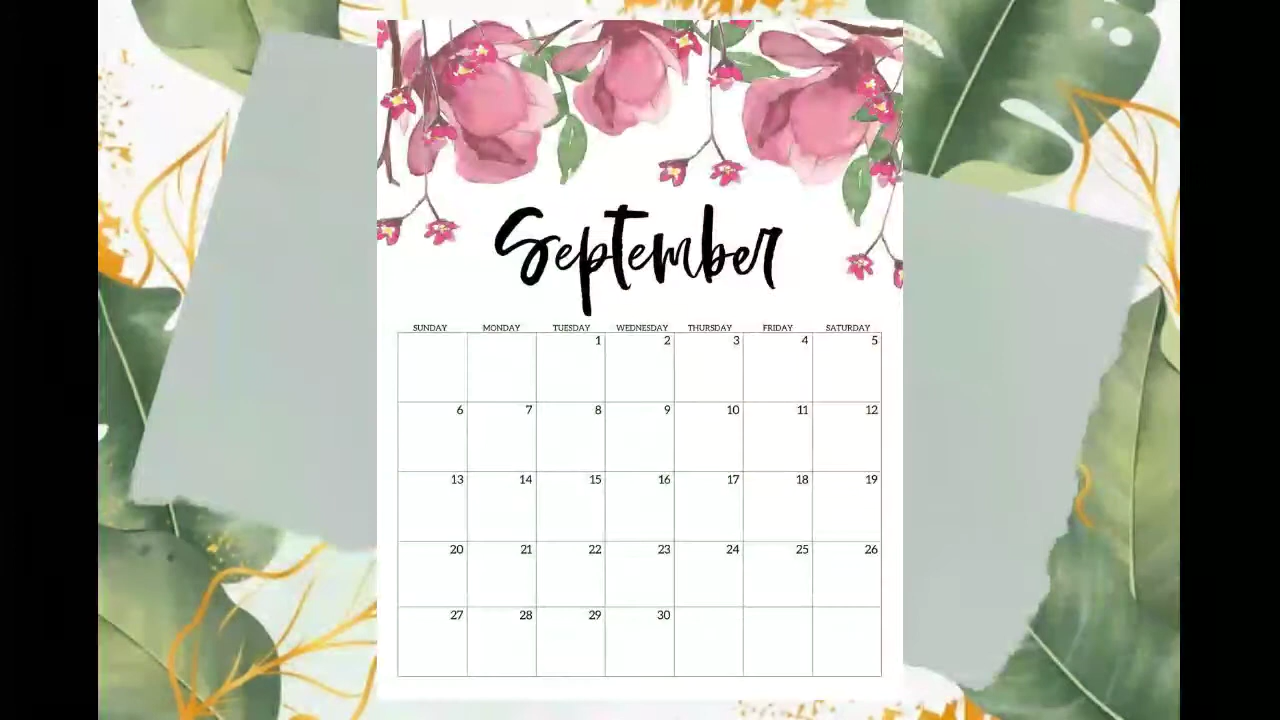 September
SUNDAY MONDAY TUESDAY WEDNESDAY THURSDAY FRIDAY SATURDAY
1 2 3 4 5
6 7 8 9 10 11 12
13 14 15 16 17 18 19
20 21 22 23 24 25 26
27 28 29 30